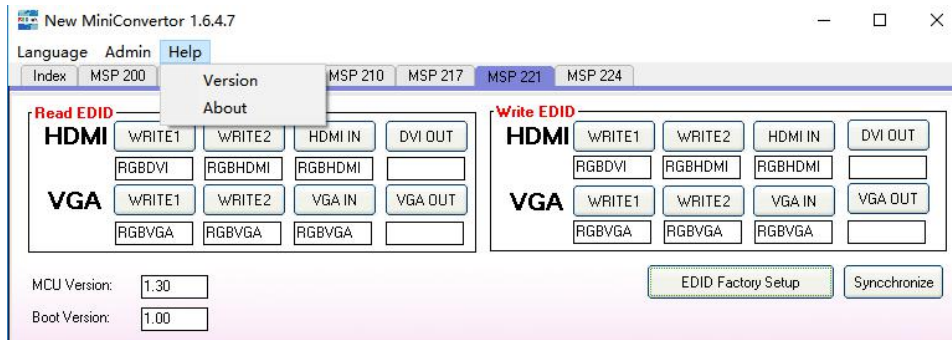 New MiniConvertor 1.6.4.7
Language Admin Help
Index MSP 200 MSP 210 MSP 217 MSP 221 MSP 224
Version
About
Read EDID
HDMI WRITE1 WRITE2 HDMI IN DVI OUT
RGBDVI RGBHDMI RGBHDMI
VGA WRITE1 WRITE2 VGA IN VGA OUT
RGBVGA RGBVGA RGBVGA
Write EDID
HDMI WRITE1 WRITE2 HDMI IN DVI OUT
RGBDVI RGBHDMI RGBHDMI
VGA WRITE1 WRITE2 VGA IN VGA OUT
RGBVGA RGBVGA RGBVGA
MCU Version: 1.30
Boot Version: 1.00
EDID Factory Setup Syncchronize